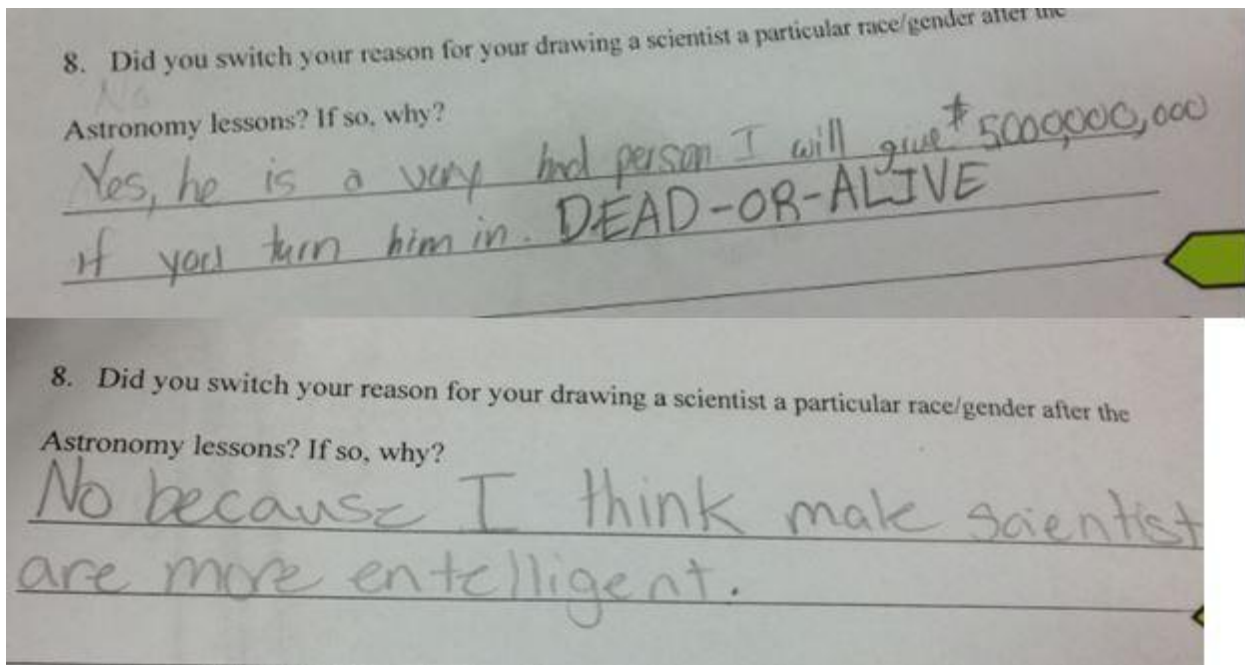 8. Did you switch your reason for your drawing a scientist a particular race/gender after the
No
Astronomy lessons? If so, why?
Yes, he is a very bad person I will give $5000,000,000
if you turn him in. DEAD-OR-ALIVE
8. Did you switch your reason for your drawing a scientist a particular race/gender after the
Astronomy lessons? If so, why?
No because I think male scientist
are more entelligent.